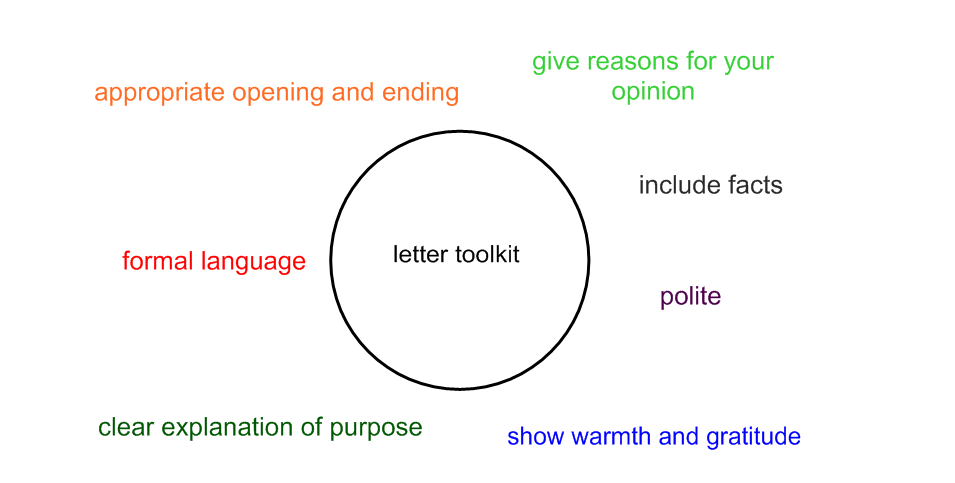 give reasons for your
opinion
appropriate opening and ending
include facts
letter toolkit
formal language
polite
clear explanation of purpose
show warmth and gratitude